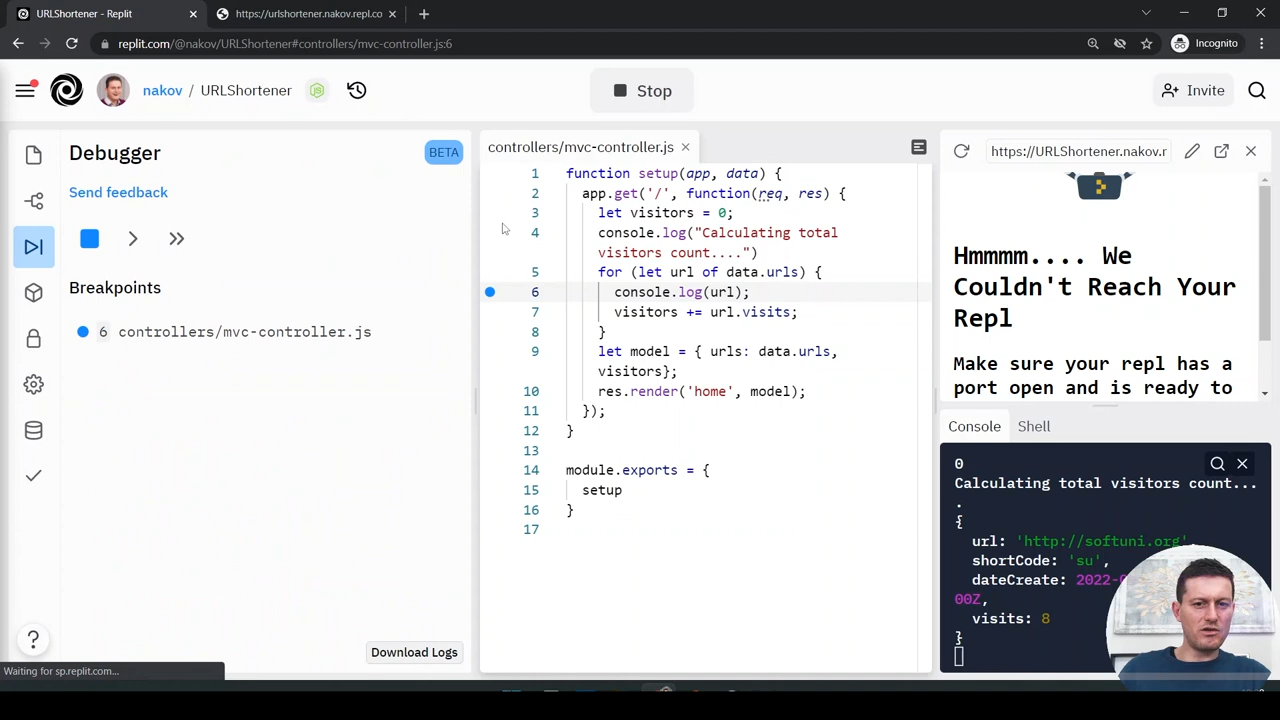 URLShortener - Replit
https://urlshortener.nakov.repl.co
replit.com/@nakov/URLShortener#controllers/mvc-controller.js:6
Incognito
nakov / URLShortener
Stop
Invite
Debugger
BETA
Send feedback
Breakpoints
6 controllers/mvc-controller.js
Download Logs
Waiting for sp.replit.com...
controllers/mvc-controller.js
1 function setup(app, data) {
2 app.get('/', function(req, res) {
3 let visitors = 0;
4 console.log("Calculating total
visitors count....")
5 for (let url of data.urls) {
6 console.log(url);
7 visitors += url.visits;
8 }
9 let model = { urls: data.urls,
visitors};
10 res.render('home', model);
11 });
12 }
13
14 module.exports = {
15 setup
16 }
17
https://URLShortener.nakov.r
Hmmmm.... We
Couldn't Reach Your
Repl
Make sure your repl has a
port open and is ready to
Console Shell
0
Calculating total visitors count...
.
{
url: 'http://softuni.org',
shortCode: 'su',
dateCreate: 2022-
00Z,
visits: 8
}